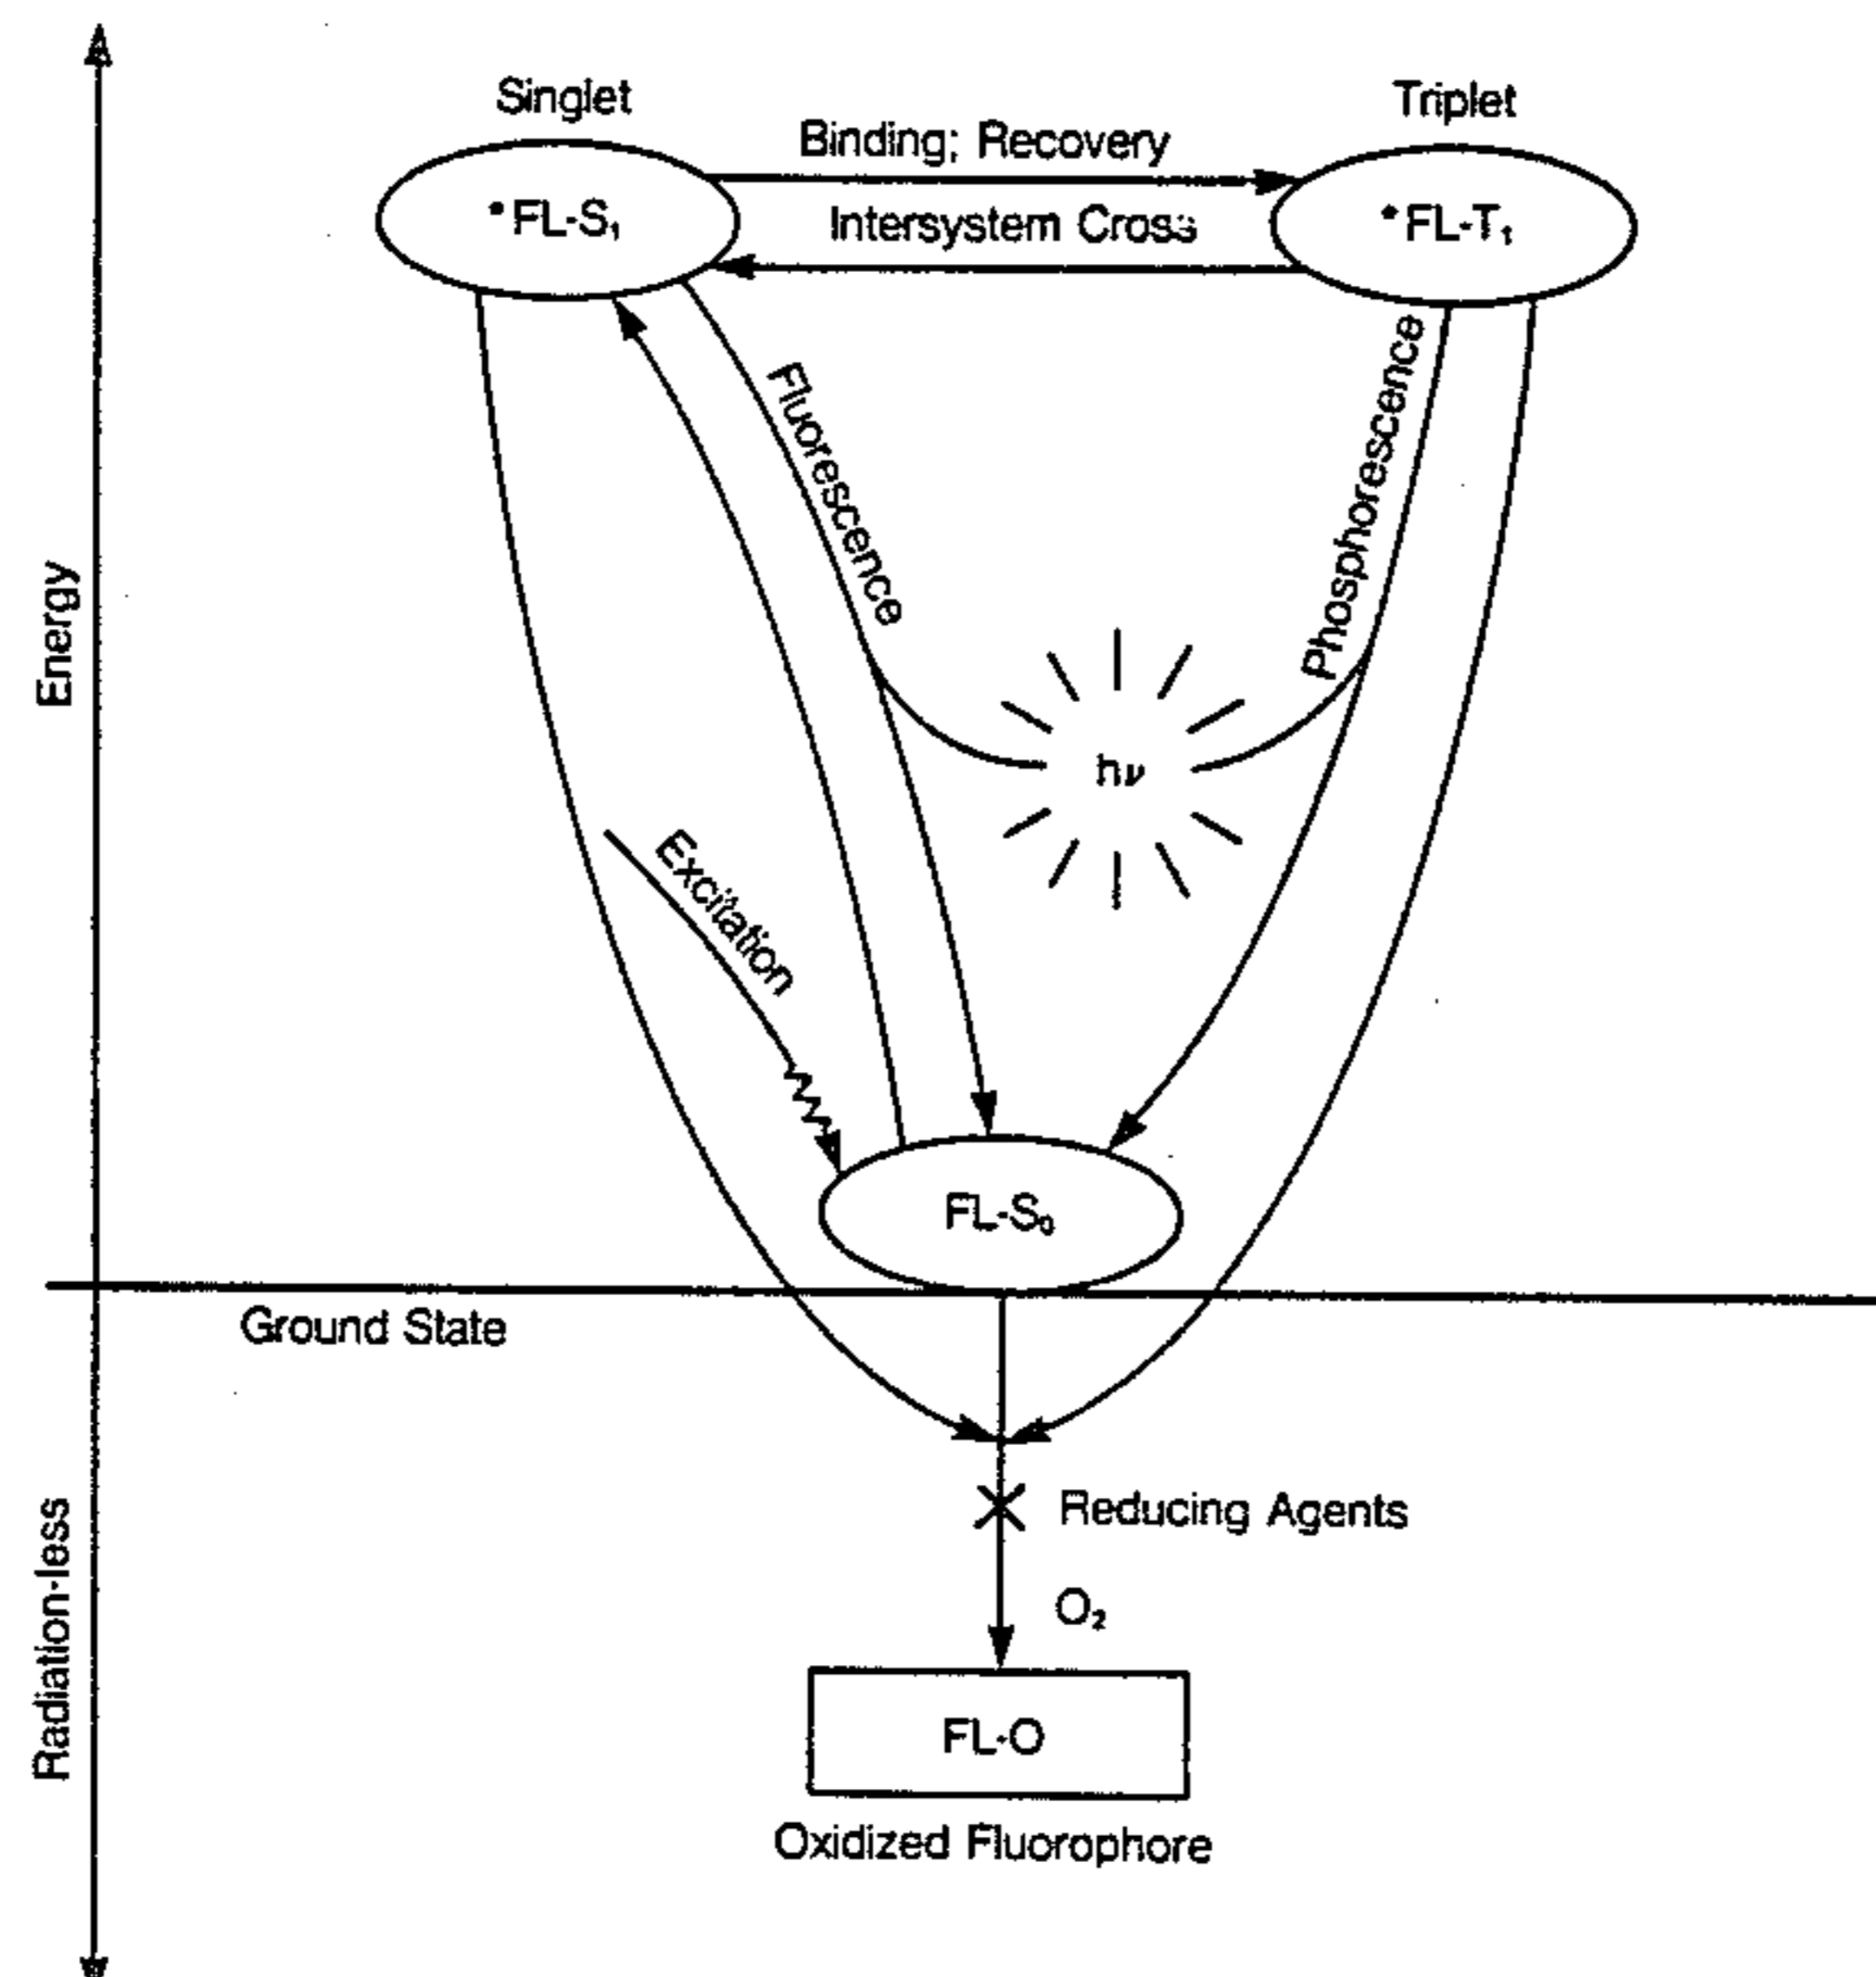 Singlet
Triplet
Binding; Recovery
*FL-S₁
Intersystem Cross
*FL-T₁
Fluorescence
Phosphorescence
Energy
hν
Excitation
FL-S₀
Ground State
Reducing Agents
O₂
Radiation-less
FL-O
Oxidized Fluorophore